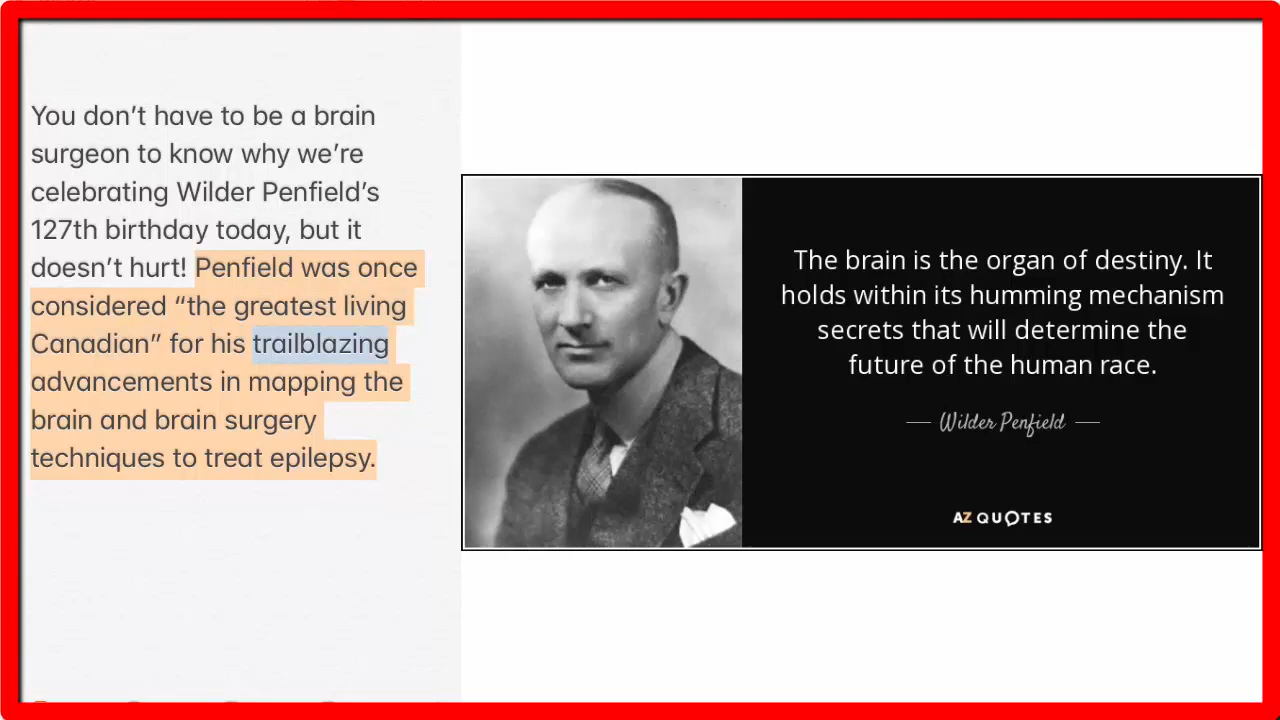 You don’t have to be a brain
surgeon to know why we’re
celebrating Wilder Penfield’s
127th birthday today, but it
doesn’t hurt! Penfield was once
considered “the greatest living
Canadian” for his trailblazing
advancements in mapping the
brain and brain surgery
techniques to treat epilepsy.
The brain is the organ of destiny. It
holds within its humming mechanism
secrets that will determine the
future of the human race.
Wilder Penfield
AZ QUOTES